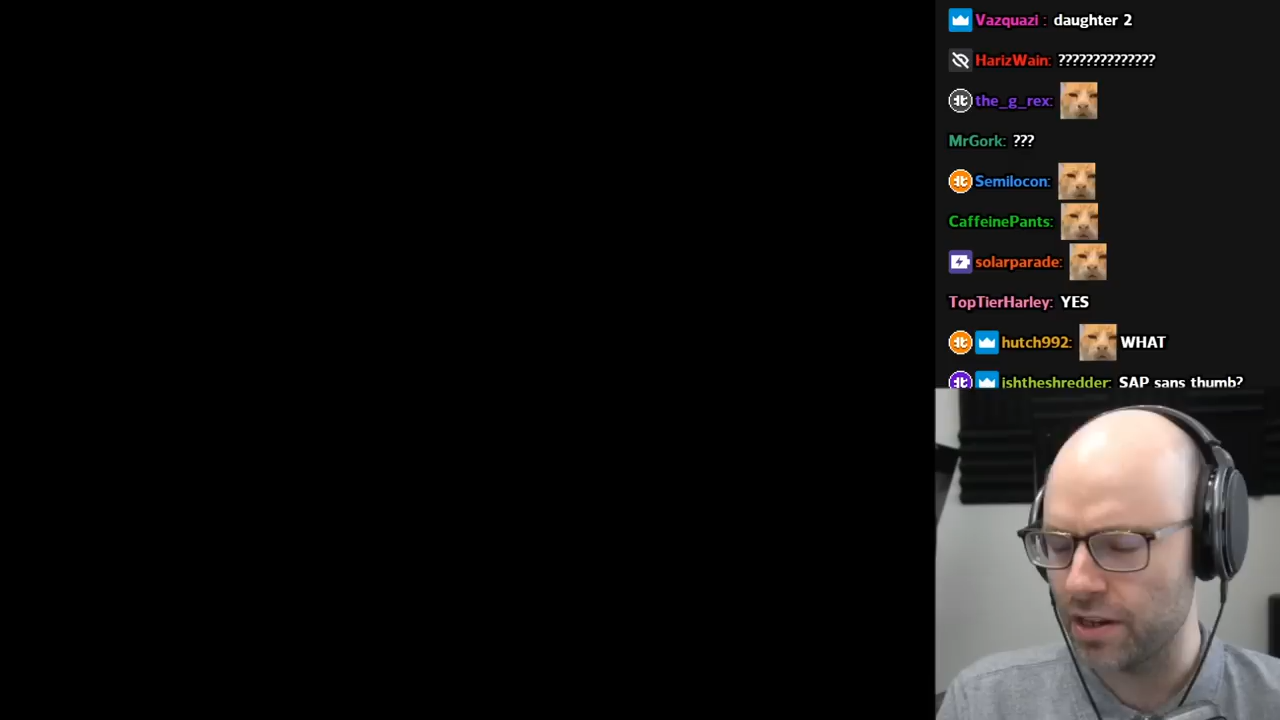 Vazquazi : daughter 2
HarizWain: ??????????????
the_g_rex:
MrGork: ???
Semilocon:
CaffeinePants:
solarparade:
TopTierHarley: YES
hutch992: WHAT
ishtheshredder: SAP sans thumb?